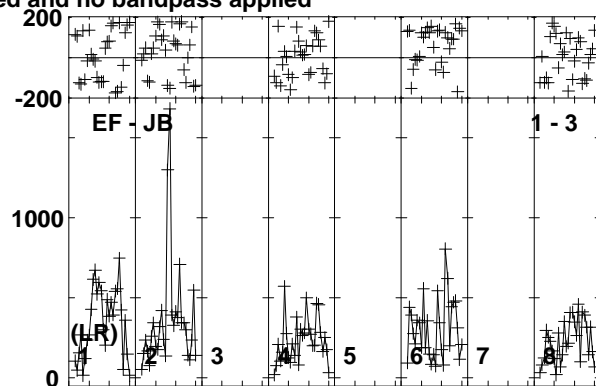 ed and no bandpass applied
200
-200
EF - JB
1 - 3
1000
(LR)
1 2 3 4 5 6 7 8
0